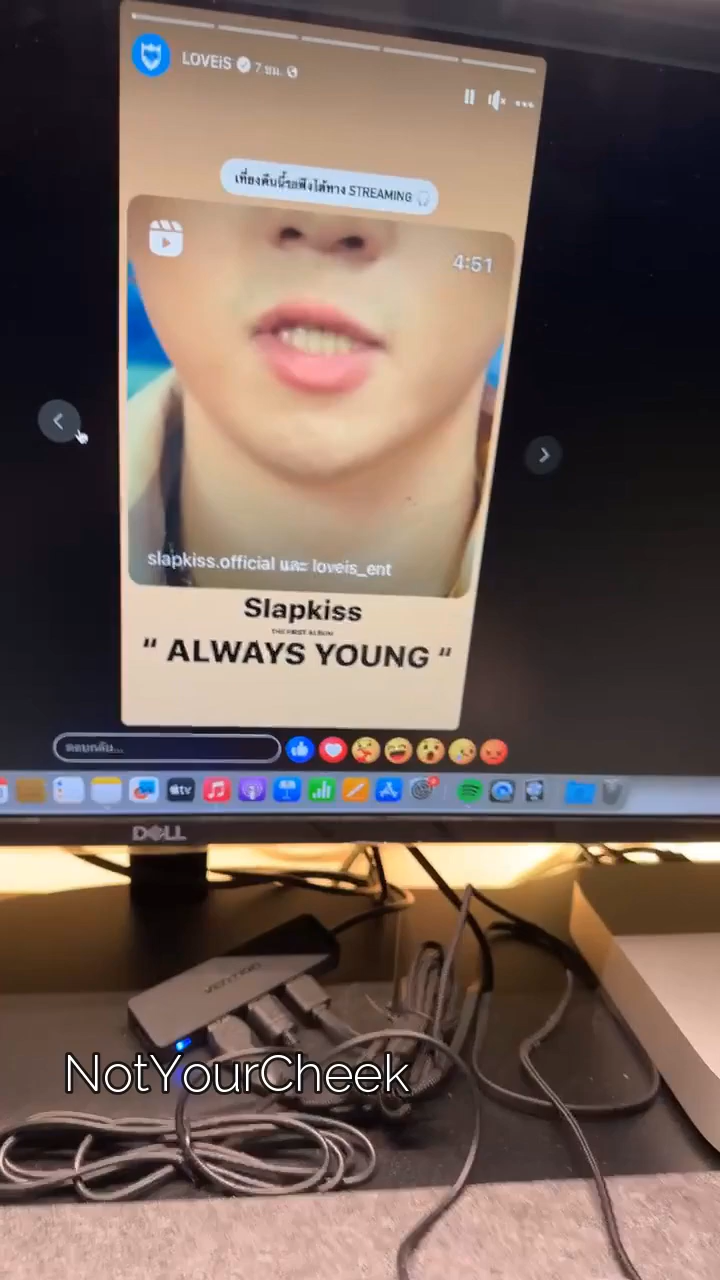 LOVEiS 7 ชม.
เที่ยงคืนนี้รอฟังได้ทาง STREAMING
4:51
slapkiss.official และ loveis_ent
Slapkiss
THE FIRST ALBUM
“ ALWAYS YOUNG “
ตอบกลับ...
tv
DELL
VENTION
NotYourCheek